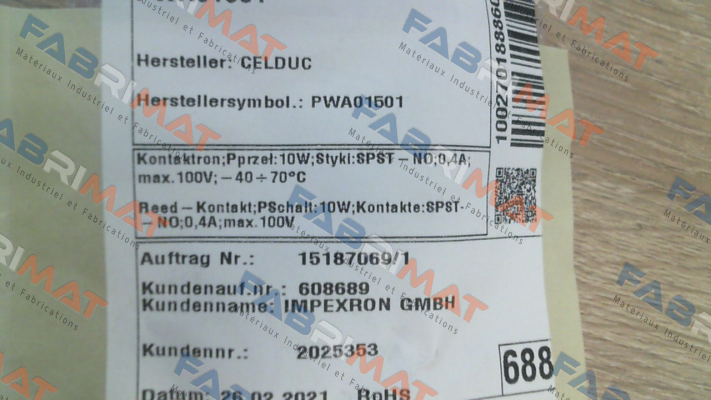 Hersteller: CELDUC
Herstellersymbol.: PWA01501
Kontaktron;Pprzeł:10W;Styki:SPST – NO;0,4A;
max.100V; –40÷70°C
Reed – Kontakt;PSchalt:10W;Kontakte:SPST-
– NO;0,4A;max.100V
Auftrag Nr.: 15187069/1
Kundenauf.nr.: 608689
Kundenname: IMPEXRON GMBH
Kundennr.: 2025353
688
Datum: 26.02.2021 RoHS
100270188860
FABRIMAT
Materiaux Industriel et Fabrications